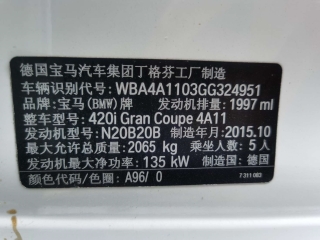 德国宝马汽车集团丁格芬工厂制造
车辆识别代号: WBA4A1103GG324951
品牌: 宝马(BMW)牌 发动机排量: 1997 ml
整车型号: 420i Gran Coupe 4A11
发动机型号: N20B20B 制造年月: 2015.10
最大允许总质量: 2065 kg 乘坐人数: 5 人
发动机最大净功率: 135 kW 制造国: 德国
颜色代码/色圈: A96/ 0
7 311 083